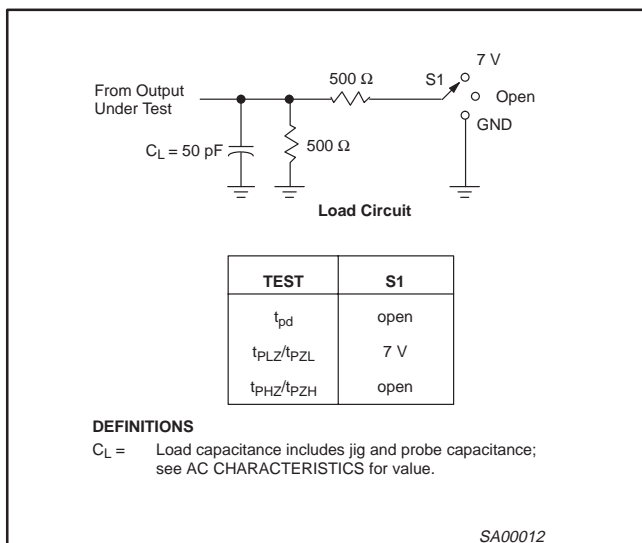 7 V
500 Ω
S1
From Output
Under Test
Open
GND
C_L = 50 pF
500 Ω
Load Circuit
TEST S1
t_pd open
t_PLZ/t_PZL 7 V
t_PHZ/t_PZH open
DEFINITIONS
C_L = Load capacitance includes jig and probe capacitance;
see AC CHARACTERISTICS for value.
SA00012